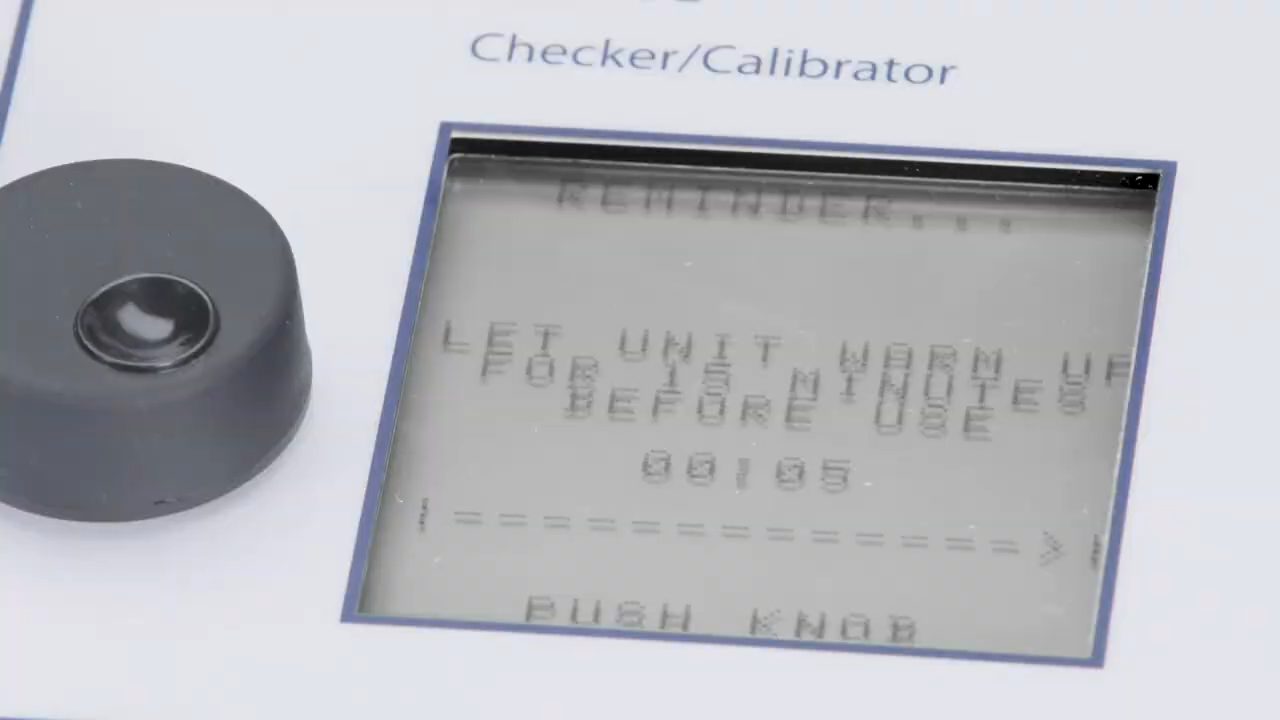 Checker/Calibrator
REMINDER...
LET UNIT WARM UP
FOR 15 MINUTES
BEFORE USE
00:05
[=============>]
PUSH KNOB